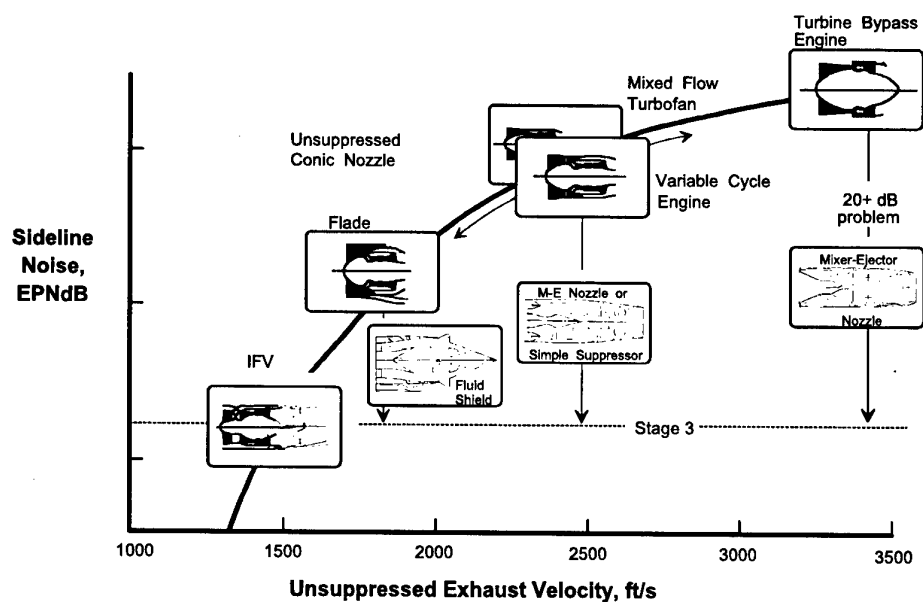 Turbine Bypass
Engine
Mixed Flow
Turbofan
Unsuppressed
Conic Nozzle
Variable Cycle
Engine
20+ dB
problem
Flade
Sideline
Noise,
EPNdB
Mixer-Ejector
Nozzle
M-E Nozzle or
Simple Suppressor
IFV
Fluid
Shield
Stage 3
1000
1500
2000
2500
3000
3500
Unsuppressed Exhaust Velocity, ft/s